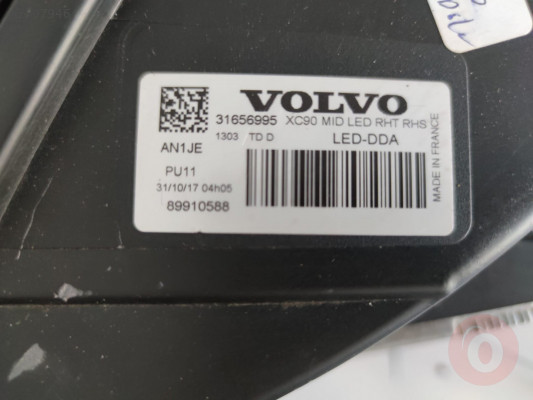 VOLVO
31656995 XC90 MID LED RHT RHS
1303 TD D LED-DDA
AN1JE
PU11
31/10/17 04h05
89910588
MADE IN FRANCE